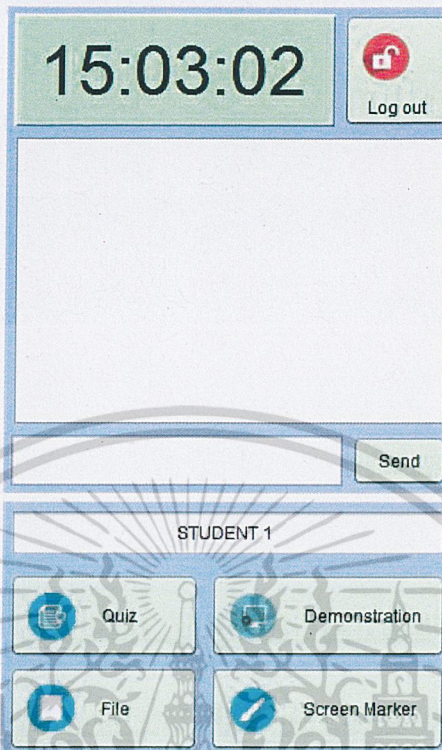 15:03:02
Log out
Send
STUDENT 1
Quiz
Demonstration
File
Screen Marker